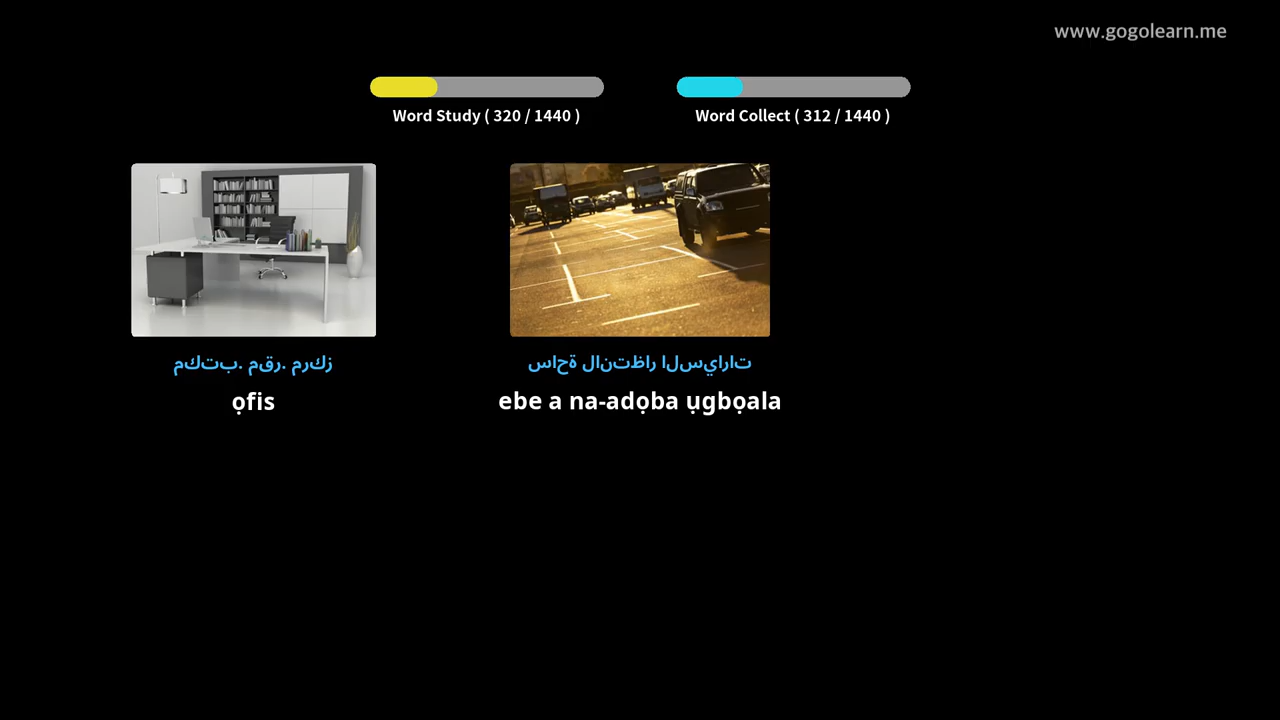 www.gogolearn.me
Word Study ( 320 / 1440 )
Word Collect ( 312 / 1440 )
مكتب. مقر. مركز
ọfis
ساحة لانتظار السيارات
ebe a na-adọba ụgbọala